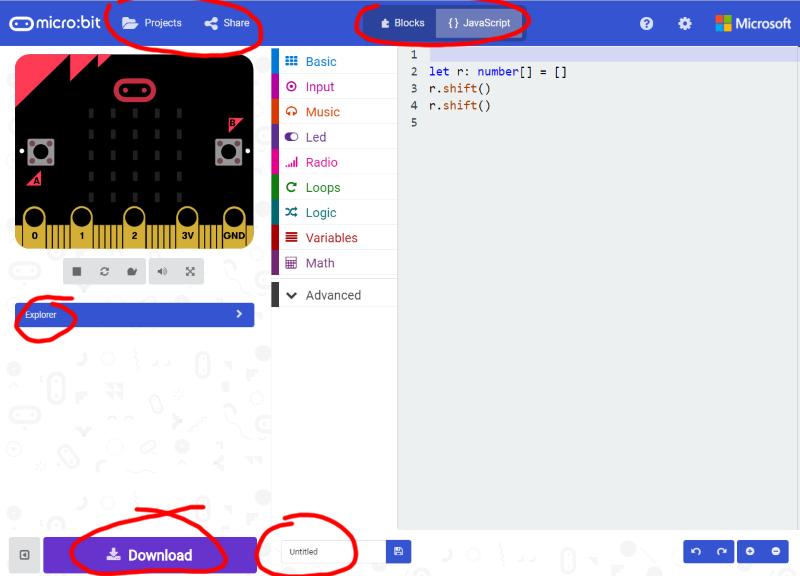 micro:bit Projects Share Blocks {} JavaScript Microsoft
A
B
0 1 2 3V GND
Explorer
Basic
Input
Music
Led
Radio
Loops
Logic
Variables
Math
Advanced
1
2 let r: number[] = []
3 r.shift()
4 r.shift()
5
Download
Untitled